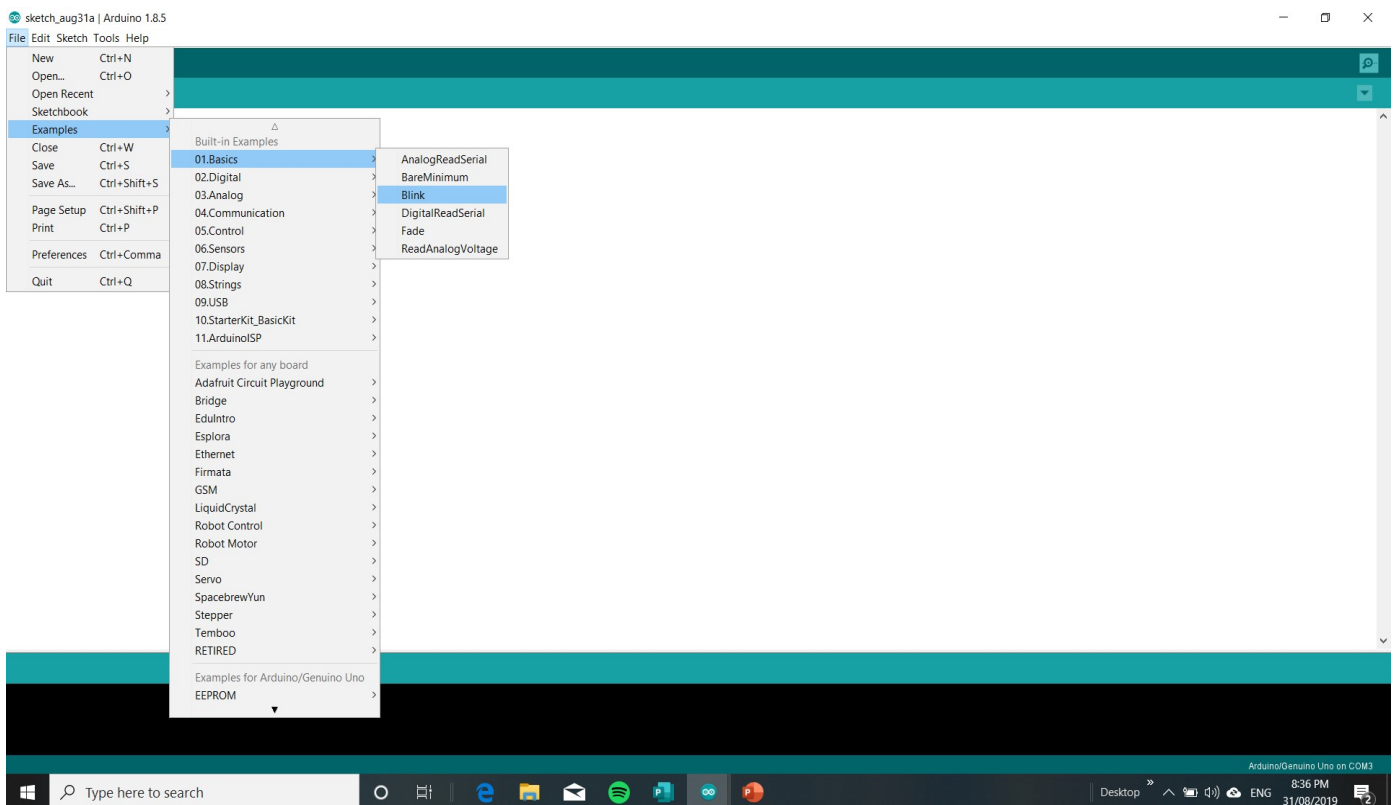 sketch_aug31a | Arduino 1.8.5
File Edit Sketch Tools Help
New Ctrl+N
Open... Ctrl+O
Open Recent
Sketchbook
Examples
Close Ctrl+W
Save Ctrl+S
Save As... Ctrl+Shift+S
Page Setup Ctrl+Shift+P
Print Ctrl+P
Preferences Ctrl+Comma
Quit Ctrl+Q
Built-in Examples
01.Basics
02.Digital
03.Analog
04.Communication
05.Control
06.Sensors
07.Display
08.Strings
09.USB
10.StarterKit_BasicKit
11.ArduinoISP
Examples for any board
Adafruit Circuit Playground
Bridge
EduIntro
Esplora
Ethernet
Firmata
GSM
LiquidCrystal
Robot Control
Robot Motor
SD
Servo
SpacebrewYun
Stepper
Temboo
RETIRED
Examples for Arduino/Genuino Uno
EEPROM
AnalogReadSerial
BareMinimum
Blink
DigitalReadSerial
Fade
ReadAnalogVoltage
Arduino/Genuino Uno on COM3
Type here to search
Desktop
ENG
8:36 PM
31/08/2019
2